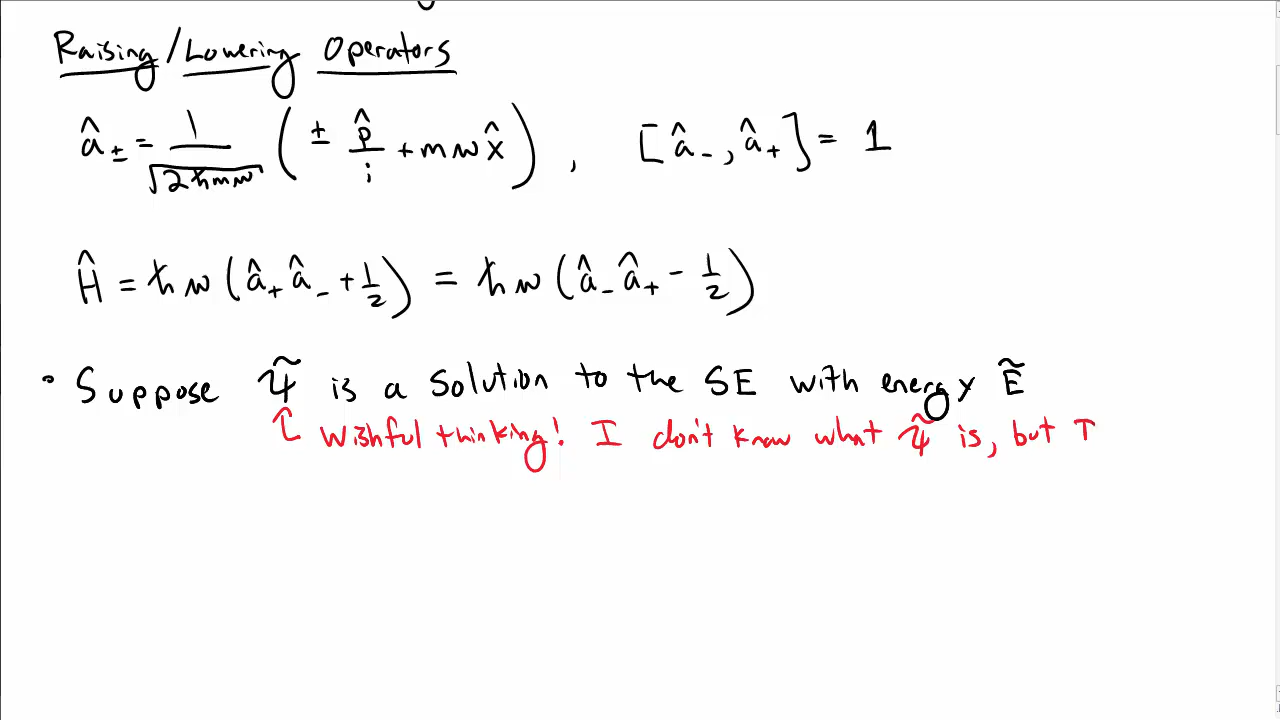 Raising/Lowering Operators
â± = 1/√(2ħmω) (± p̂/i + mωx̂), [â₋, â₊] = 1
Ĥ = ħω(â₊â₋ + 1/2) = ħω(â₋â₊ - 1/2)
• Suppose ψ̃ is a solution to the SE with energy Ẽ
Wishful thinking! I don't know what ψ̃ is, but